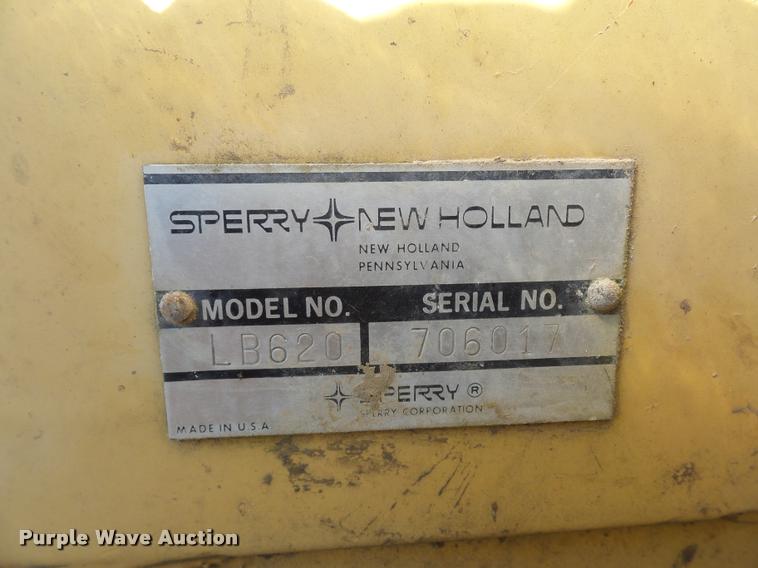 SPERRY NEW HOLLAND
NEW HOLLAND
PENNSYLVANIA
MODEL NO. SERIAL NO.
LB620 706017
SPERRY ®
SPERRY CORPORATION
MADE IN U.S.A
Purple Wave Auction